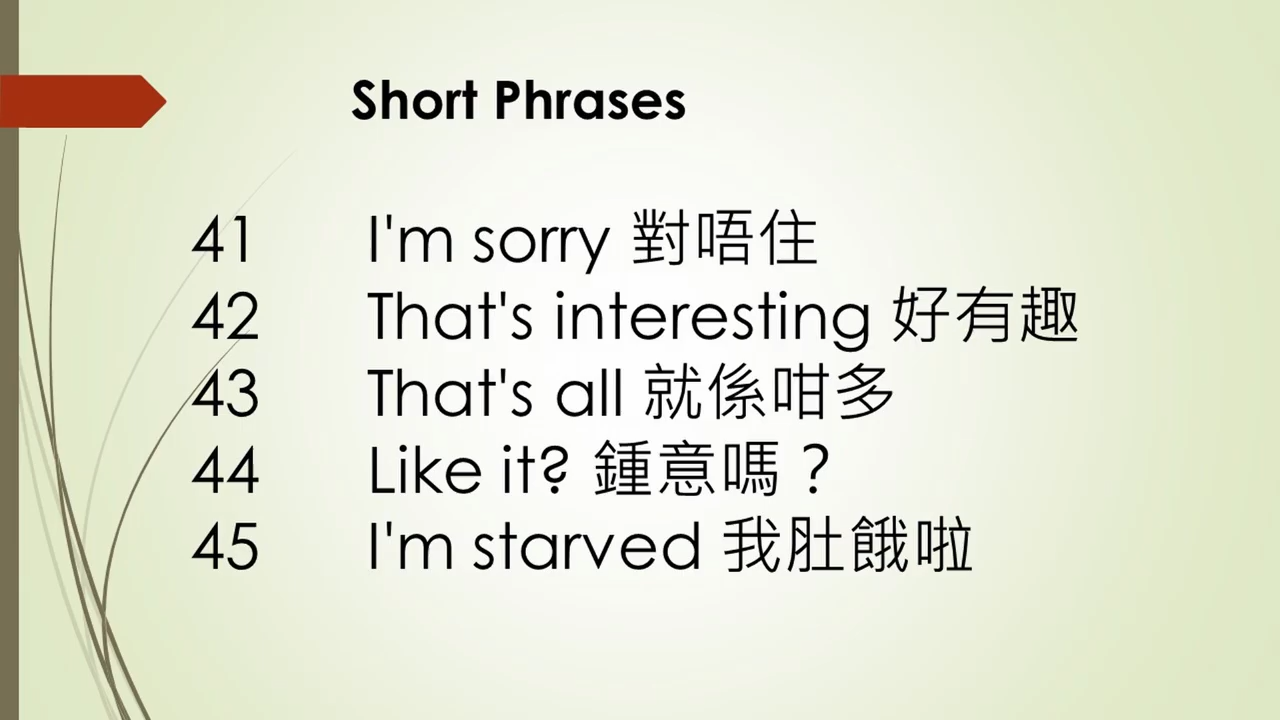 Short Phrases
41 I'm sorry 對唔住
42 That's interesting 好有趣
43 That's all 就係咁多
44 Like it? 鍾意嗎？
45 I'm starved 我肚餓啦